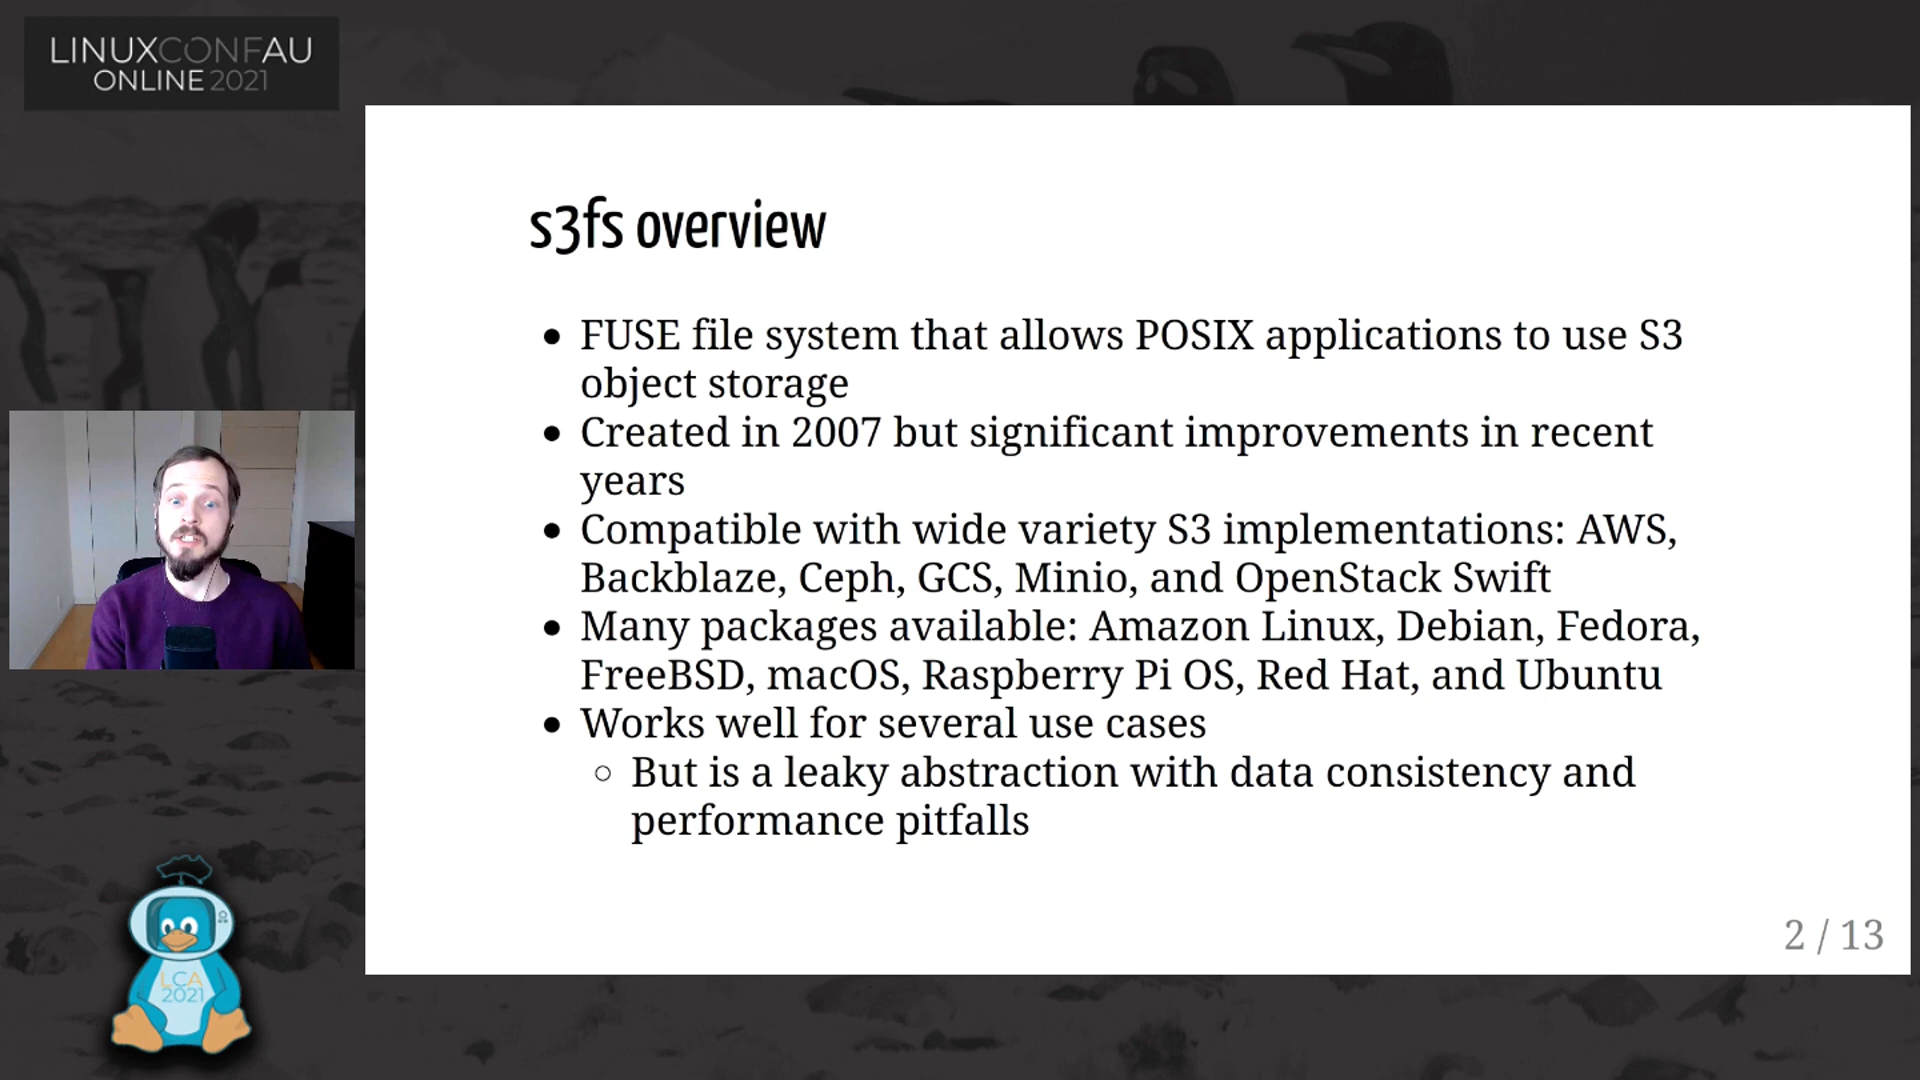 LINUXCONFAU
ONLINE 2021
s3fs overview
FUSE file system that allows POSIX applications to use S3
object storage
Created in 2007 but significant improvements in recent
years
Compatible with wide variety S3 implementations: AWS,
Backblaze, Ceph, GCS, Minio, and OpenStack Swift
Many packages available: Amazon Linux, Debian, Fedora,
FreeBSD, macOS, Raspberry Pi OS, Red Hat, and Ubuntu
Works well for several use cases
But is a leaky abstraction with data consistency and
performance pitfalls
2 / 13
LCA
2021